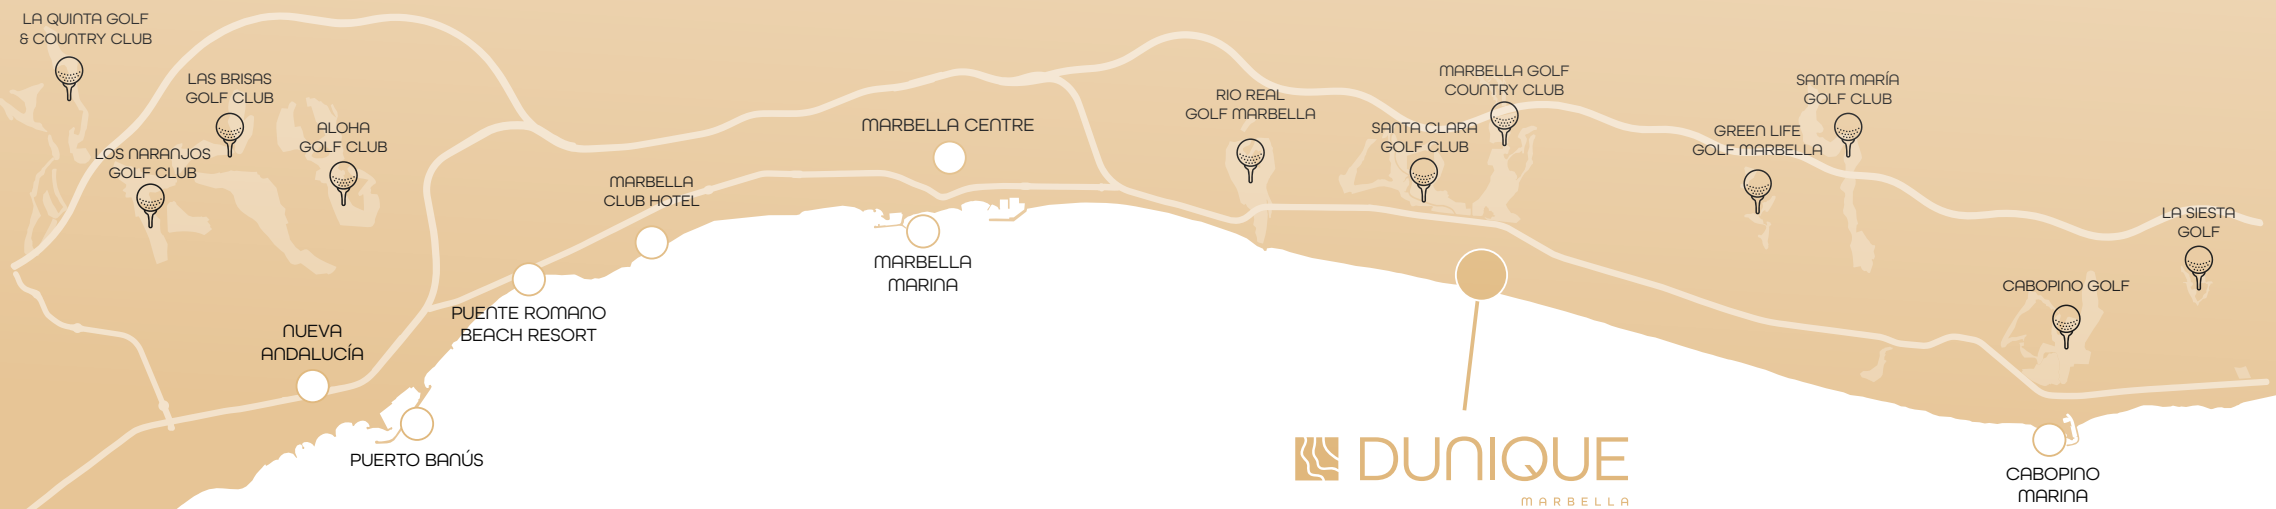 LA QUINTA GOLF
& COUNTRY CLUB
LAS BRISAS
GOLF CLUB
ALOHA
GOLF CLUB
LOS NARANJOS
GOLF CLUB
MARBELLA
CLUB HOTEL
MARBELLA CENTRE
RIO REAL
GOLF MARBELLA
MARBELLA GOLF
COUNTRY CLUB
SANTA CLARA
GOLF CLUB
SANTA MARÍA
GOLF CLUB
GREEN LIFE
GOLF MARBELLA
LA SIESTA
GOLF
CABOPINO GOLF
MARBELLA
MARINA
PUENTE ROMANO
BEACH RESORT
NUEVA
ANDALUCÍA
PUERTO BANÚS
DUNIQUE
MARBELLA
CABOPINO
MARINA